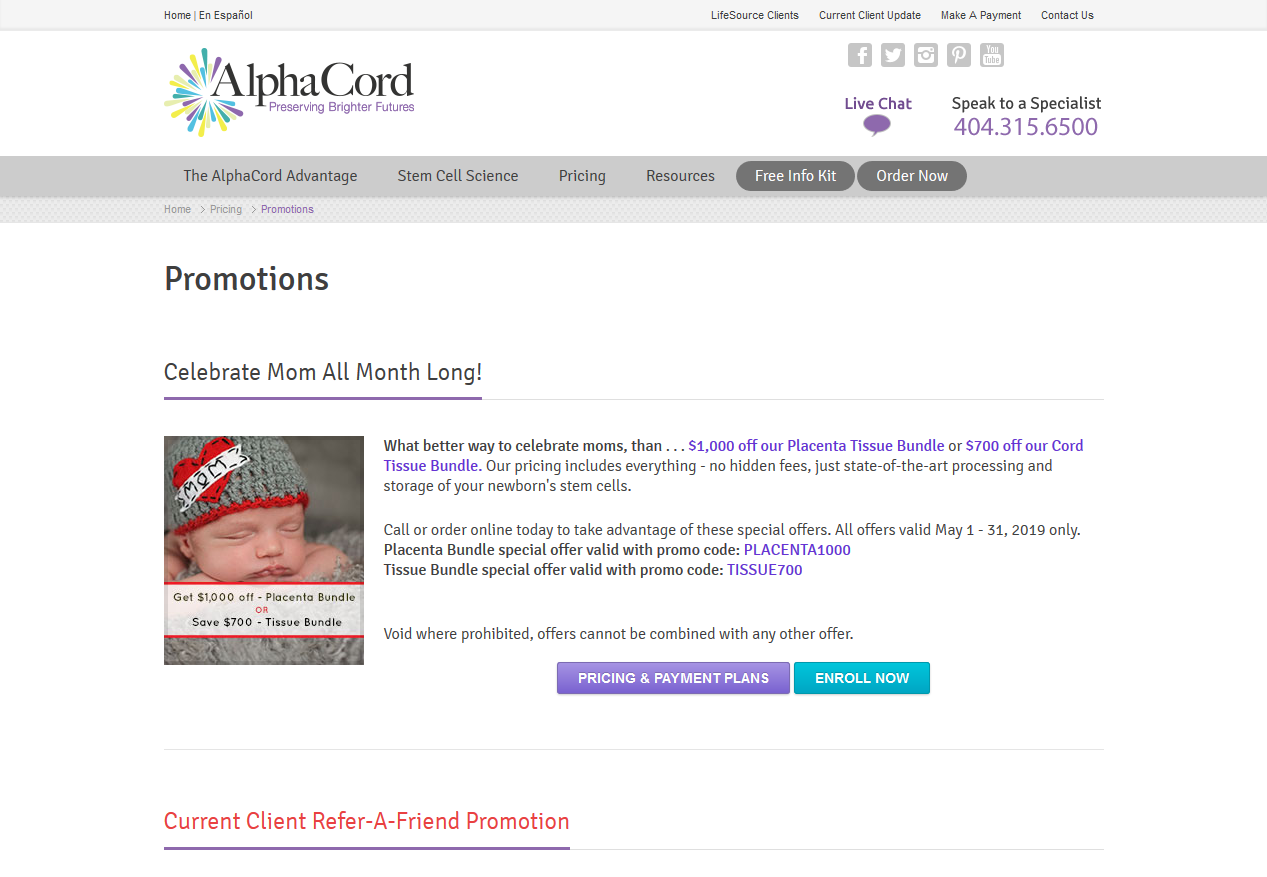 Home | En Español
LifeSource Clients Current Client Update Make A Payment Contact Us
You
Tube
AlphaCord
Preserving Brighter Futures
Live Chat
Speak to a Specialist
404.315.6500
The AlphaCord Advantage Stem Cell Science Pricing Resources Free Info Kit Order Now
Home > Pricing > Promotions
Promotions
Celebrate Mom All Month Long!
MOM
Get $1,000 off - Placenta Bundle
OR
Save $700 - Tissue Bundle
What better way to celebrate moms, than . . . $1,000 off our Placenta Tissue Bundle or $700 off our Cord
Tissue Bundle. Our pricing includes everything - no hidden fees, just state-of-the-art processing and
storage of your newborn's stem cells.
Call or order online today to take advantage of these special offers. All offers valid May 1 - 31, 2019 only.
Placenta Bundle special offer valid with promo code: PLACENTA1000
Tissue Bundle special offer valid with promo code: TISSUE700
Void where prohibited, offers cannot be combined with any other offer.
PRICING & PAYMENT PLANS ENROLL NOW
Current Client Refer-A-Friend Promotion